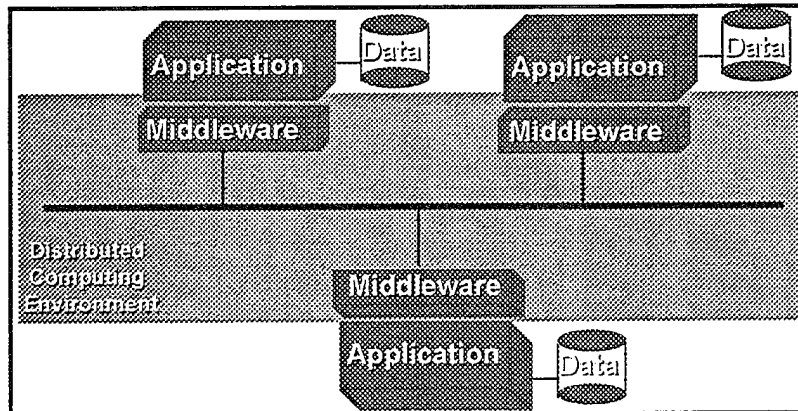 Application
Data
Application
Data
Middleware
Middleware
Distributed
Computing
Environment
Middleware
Application
Data